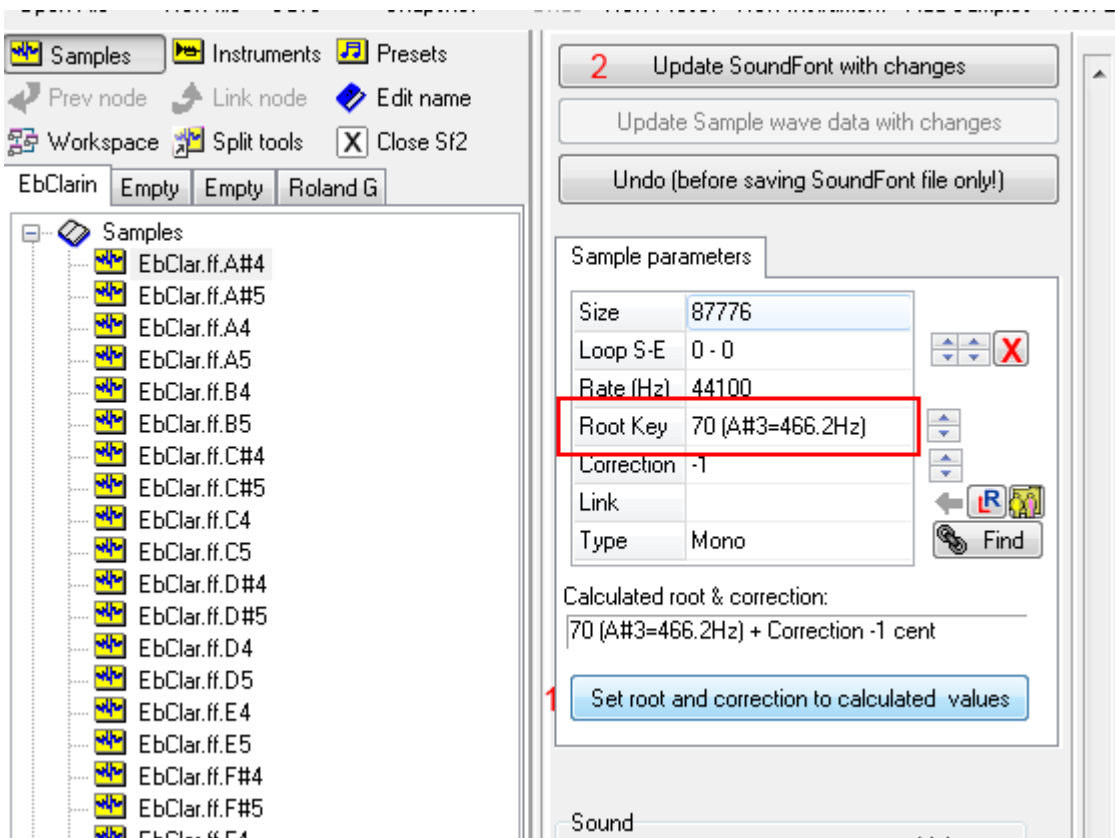 Samples Instruments Presets
Prev node Link node Edit name
Workspace Split tools X Close Sf2
EbClarin Empty Empty Roland G
Samples
EbClar.ff.A#4
EbClar.ff.A#5
EbClar.ff.A4
EbClar.ff.A5
EbClar.ff.B4
EbClar.ff.B5
EbClar.ff.C#4
EbClar.ff.C#5
EbClar.ff.C4
EbClar.ff.C5
EbClar.ff.D#4
EbClar.ff.D#5
EbClar.ff.D4
EbClar.ff.D5
EbClar.ff.E4
EbClar.ff.E5
EbClar.ff.F#4
EbClar.ff.F#5
EbClar.ff.F4
2 Update SoundFont with changes
Update Sample wave data with changes
Undo (before saving SoundFont file only!)
Sample parameters
Size 87776
Loop S-E 0 - 0 X
Rate (Hz) 44100
Root Key 70 (A#3=466.2Hz)
Correction -1
Link LR
Type Mono Find
Calculated root & correction:
70 (A#3=466.2Hz) + Correction -1 cent
1 Set root and correction to calculated values
Sound